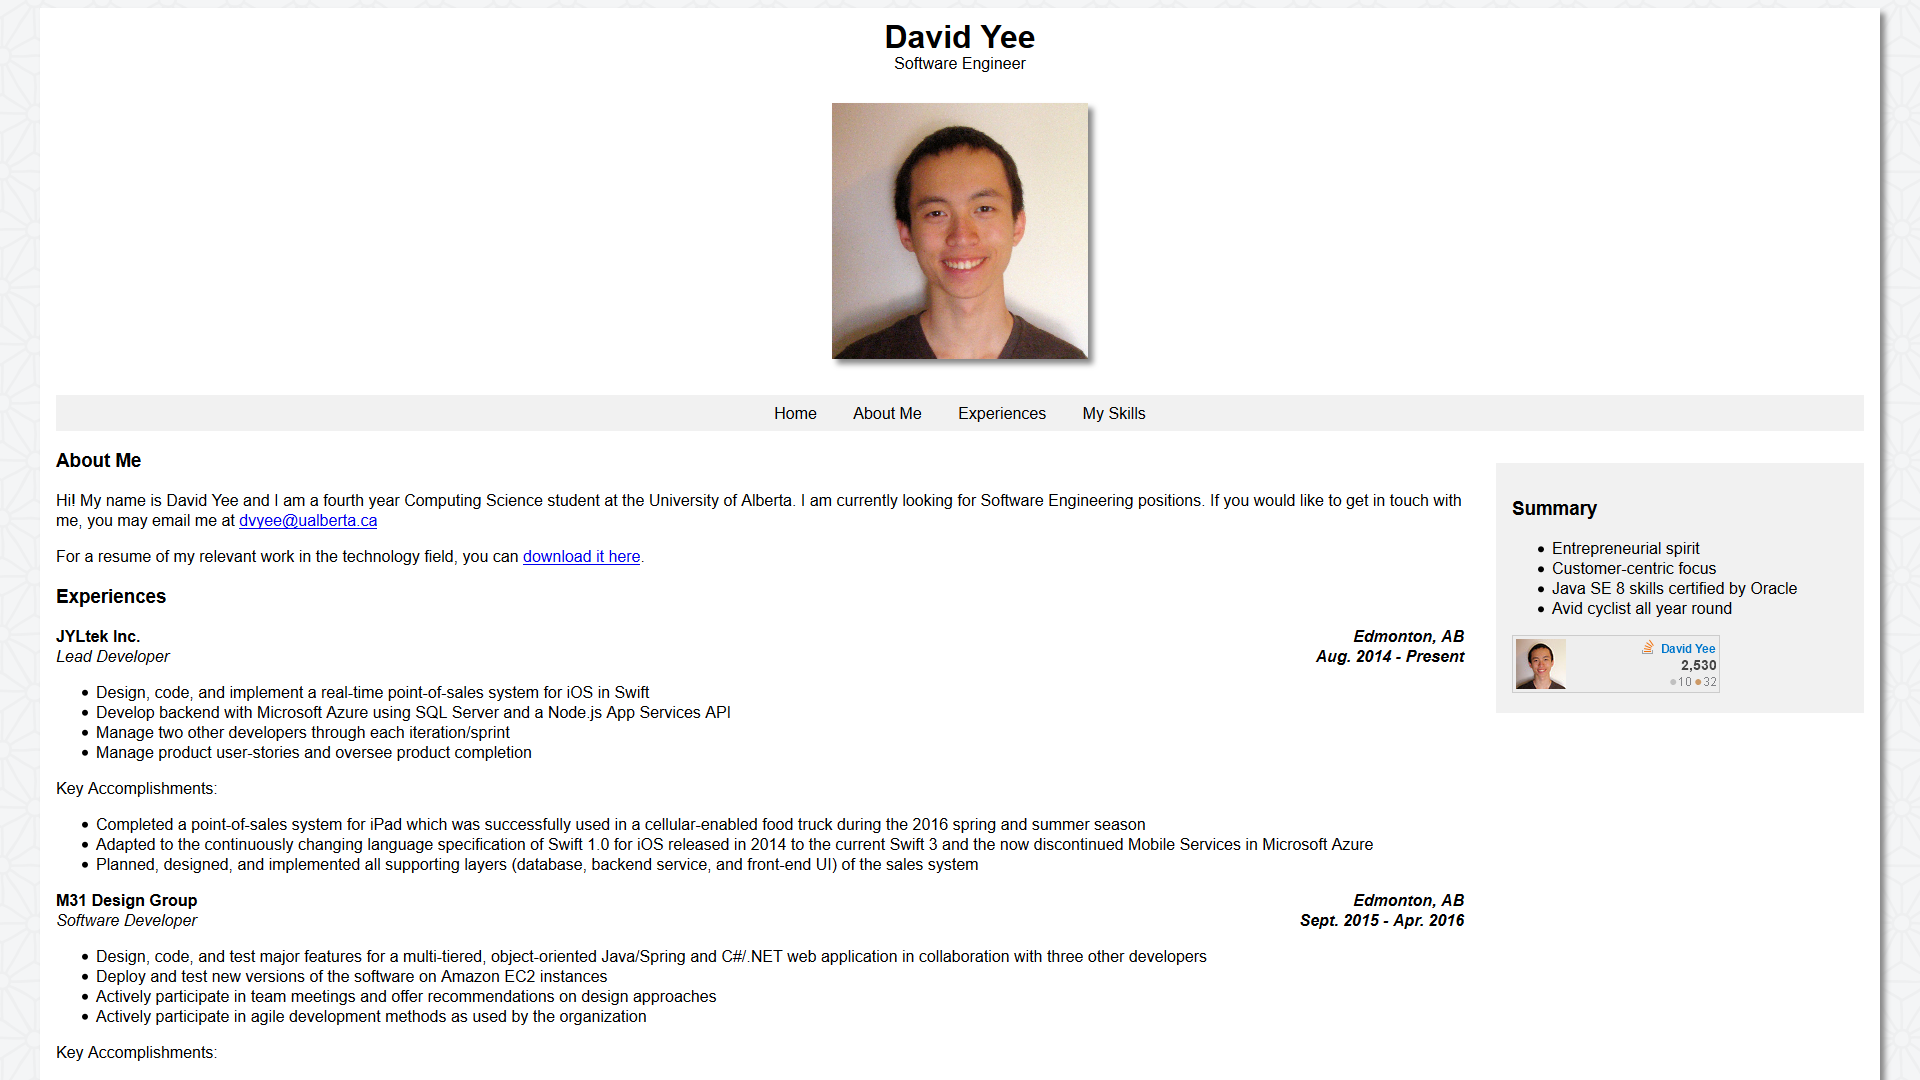 David Yee
Software Engineer
Home About Me Experiences My Skills
About Me
Hi! My name is David Yee and I am a fourth year Computing Science student at the University of Alberta. I am currently looking for Software Engineering positions. If you would like to get in touch with
me, you may email me at dvyee@ualberta.ca
For a resume of my relevant work in the technology field, you can download it here.
Experiences
JYLtek Inc. Edmonton, AB
Lead Developer Aug. 2014 - Present
• Design, code, and implement a real-time point-of-sales system for iOS in Swift
• Develop backend with Microsoft Azure using SQL Server and a Node.js App Services API
• Manage two other developers through each iteration/sprint
• Manage product user-stories and oversee product completion
Key Accomplishments:
• Completed a point-of-sales system for iPad which was successfully used in a cellular-enabled food truck during the 2016 spring and summer season
• Adapted to the continuously changing language specification of Swift 1.0 for iOS released in 2014 to the current Swift 3 and the now discontinued Mobile Services in Microsoft Azure
• Planned, designed, and implemented all supporting layers (database, backend service, and front-end UI) of the sales system
M31 Design Group Edmonton, AB
Software Developer Sept. 2015 - Apr. 2016
• Design, code, and test major features for a multi-tiered, object-oriented Java/Spring and C#/.NET web application in collaboration with three other developers
• Deploy and test new versions of the software on Amazon EC2 instances
• Actively participate in team meetings and offer recommendations on design approaches
• Actively participate in agile development methods as used by the organization
Key Accomplishments:
Summary
• Entrepreneurial spirit
• Customer-centric focus
• Java SE 8 skills certified by Oracle
• Avid cyclist all year round
David Yee
2,530
●10 ●32